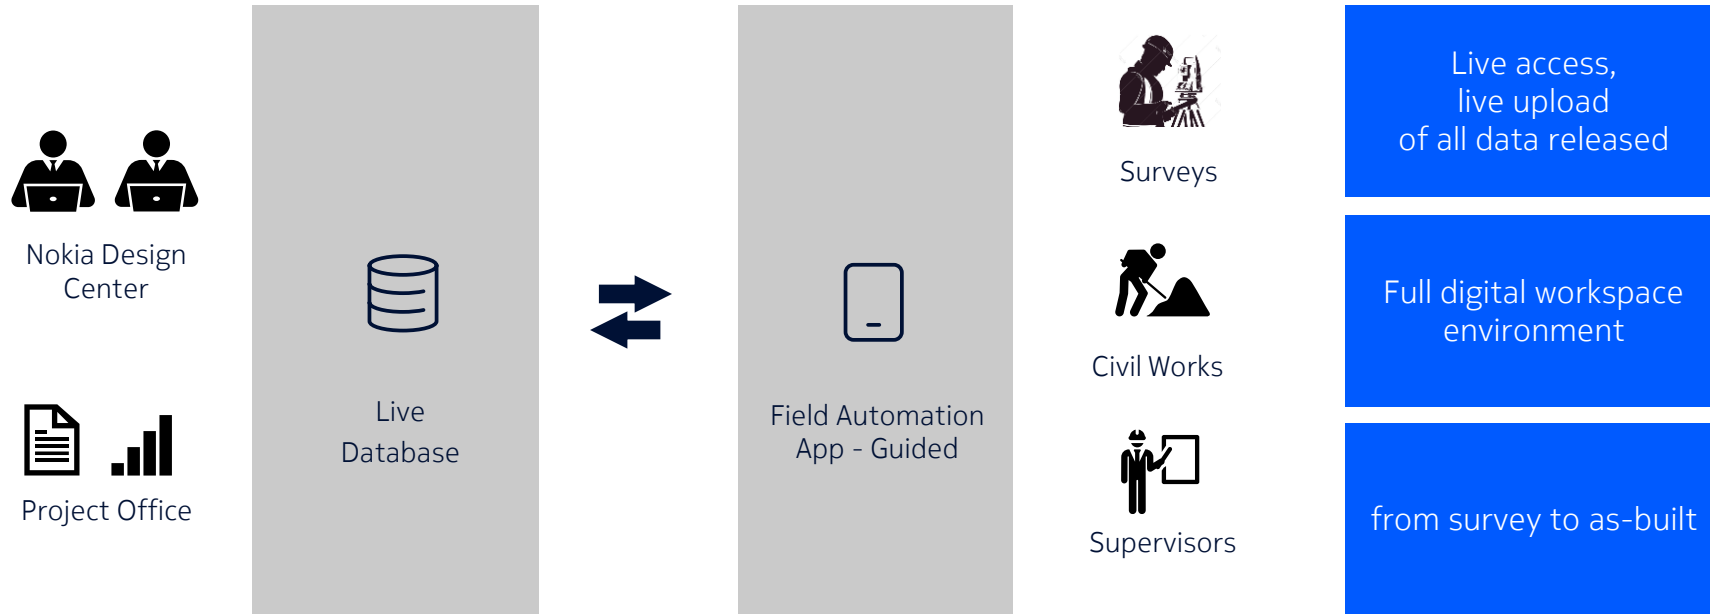 Nokia Design
Center
Project Office
Live
Database
Field Automation
App - Guided
Surveys
Civil Works
Supervisors
Live access,
live upload
of all data released
Full digital workspace
environment
from survey to as-built